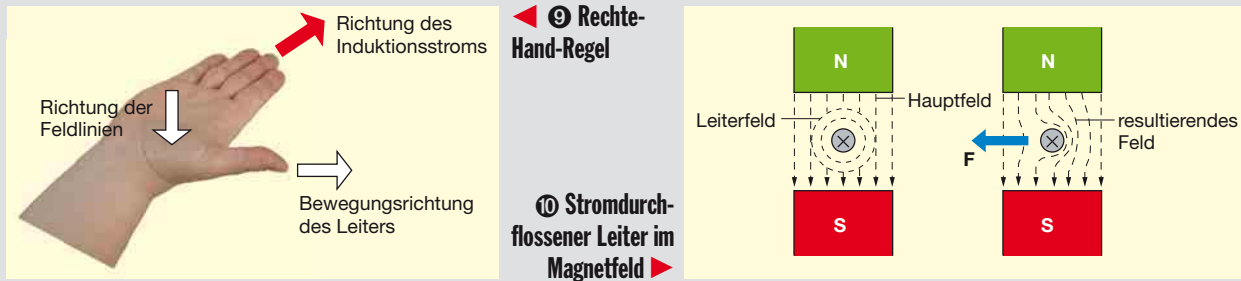 Richtung des
Induktionsstroms
Richtung der
Feldlinien
Bewegungsrichtung
des Leiters
◀ ❾ Rechte-
Hand-Regel
❿ Stromdurch-
flossener Leiter im
Magnetfeld ▶
N
N
Hauptfeld
Leiterfeld
resultierendes
Feld
F
S
S